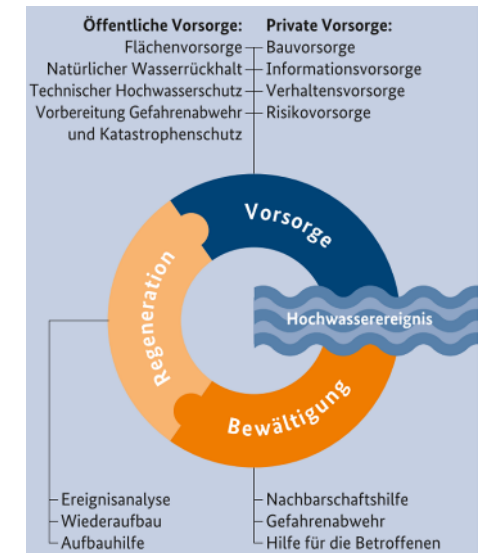 Öffentliche Vorsorge:
Flächenvorsorge
Natürlicher Wasserrückhalt
Technischer Hochwasserschutz
Vorbereitung Gefahrenabwehr
und Katastrophenschutz
Private Vorsorge:
Bauvorsorge
Informationsvorsorge
Verhaltensvorsorge
Risikovorsorge
Vorsorge
Hochwasserereignis
Regeneration
Bewältigung
Ereignisanalyse
Wiederaufbau
Aufbauhilfe
Nachbarschaftshilfe
Gefahrenabwehr
Hilfe für die Betroffenen